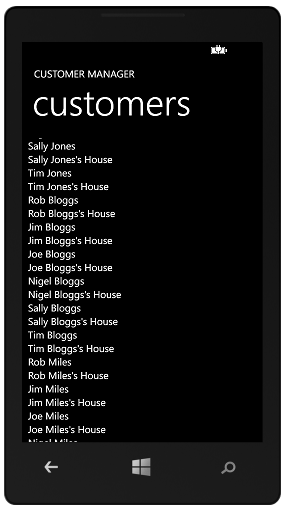 CUSTOMER MANAGER
customers
Sally Jones
Sally Jones's House
Tim Jones
Tim Jones's House
Rob Bloggs
Rob Bloggs's House
Jim Bloggs
Jim Bloggs's House
Joe Bloggs
Joe Bloggs's House
Nigel Bloggs
Nigel Bloggs's House
Sally Bloggs
Sally Bloggs's House
Tim Bloggs
Tim Bloggs's House
Rob Miles
Rob Miles's House
Jim Miles
Jim Miles's House
Joe Miles
Joe Miles's House
Nigel Miles